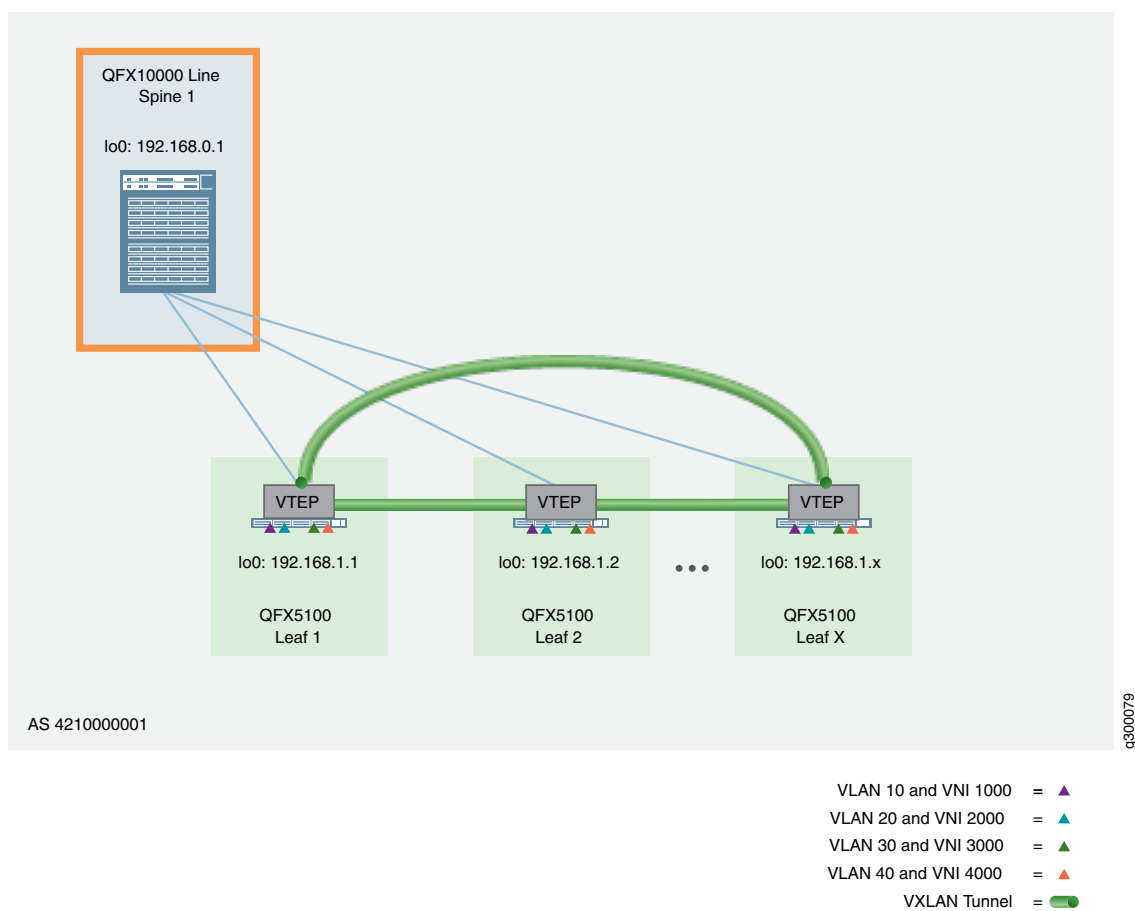 QFX10000 Line
Spine 1
lo0: 192.168.0.1
VTEP
VTEP
VTEP
lo0: 192.168.1.1
lo0: 192.168.1.2
lo0: 192.168.1.x
QFX5100
Leaf 1
QFX5100
Leaf 2
QFX5100
Leaf X
AS 4210000001
g300079
VLAN 10 and VNI 1000 =
VLAN 20 and VNI 2000 =
VLAN 30 and VNI 3000 =
VLAN 40 and VNI 4000 =
VXLAN Tunnel =